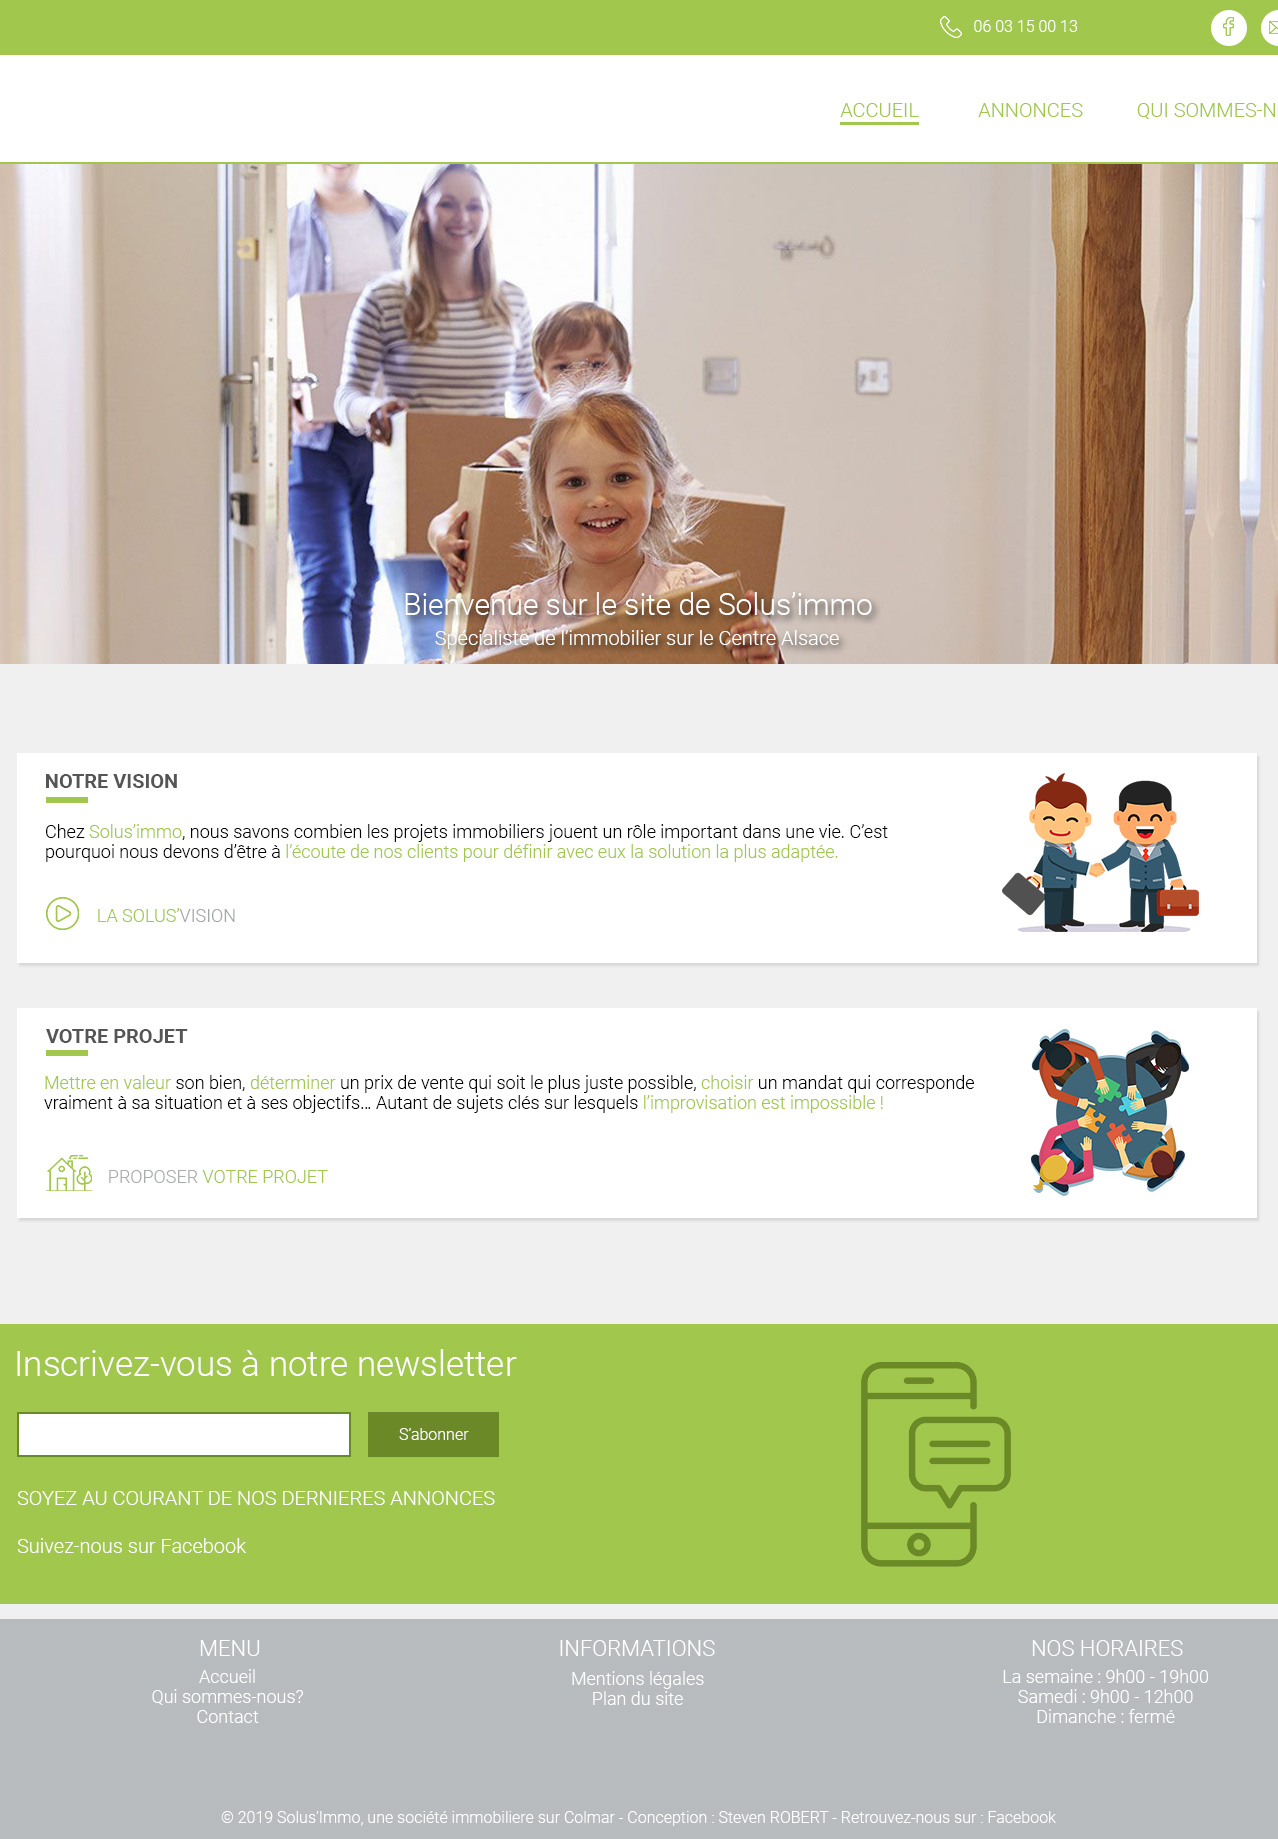 06 03 15 00 13
ACCUEIL ANNONCES QUI SOMMES-N
Bienvenue sur le site de Solus’immo
Spécialiste de l’immobilier sur le Centre Alsace
NOTRE VISION
Chez Solus’immo, nous savons combien les projets immobiliers jouent un rôle important dans une vie. C’est
pourquoi nous devons d’être à l’écoute de nos clients pour définir avec eux la solution la plus adaptée.
LA SOLUS’VISION
VOTRE PROJET
Mettre en valeur son bien, déterminer un prix de vente qui soit le plus juste possible, choisir un mandat qui corresponde
vraiment à sa situation et à ses objectifs... Autant de sujets clés sur lesquels l’improvisation est impossible !
PROPOSER VOTRE PROJET
Inscrivez-vous à notre newsletter
S’abonner
SOYEZ AU COURANT DE NOS DERNIERES ANNONCES
Suivez-nous sur Facebook
MENU
Accueil
Qui sommes-nous?
Contact
INFORMATIONS
Mentions légales
Plan du site
NOS HORAIRES
La semaine : 9h00 - 19h00
Samedi : 9h00 - 12h00
Dimanche : fermé
© 2019 Solus’Immo, une société immobiliere sur Colmar - Conception : Steven ROBERT - Retrouvez-nous sur : Facebook